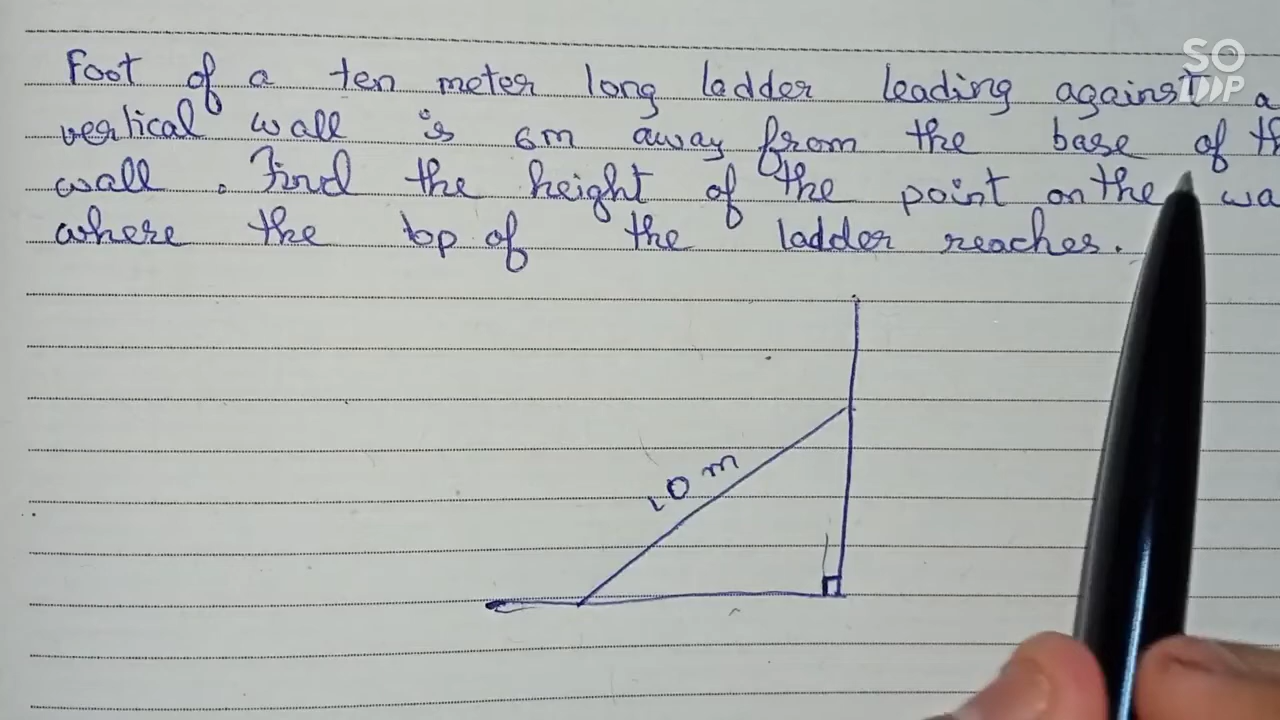 Foot of a ten meter long ladder leading against a
vertical wall is 6m away from the base of th
wall. Find the height of the point on the wa
where the top of the ladder reaches.
10 m